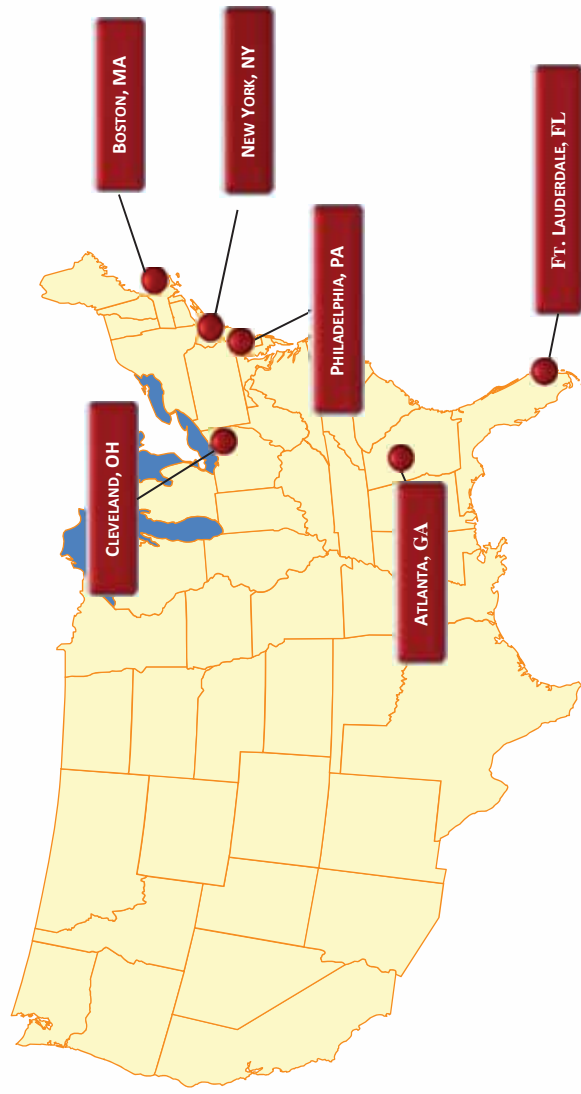 Boston, MA
New York, NY
Philadelphia, PA
Cleveland, OH
Atlanta, GA
Ft. Lauderdale, FL